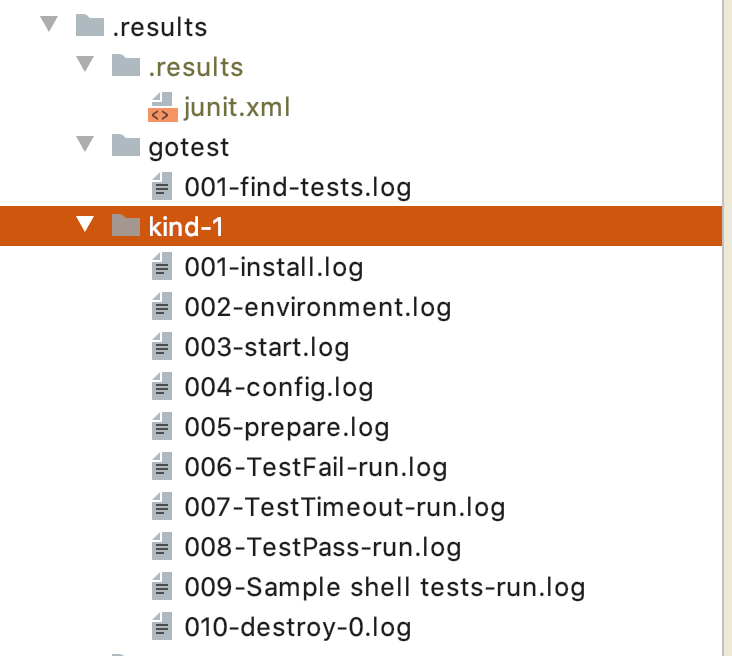 .results
.results
junit.xml
gotest
001-find-tests.log
kind-1
001-install.log
002-environment.log
003-start.log
004-config.log
005-prepare.log
006-TestFail-run.log
007-TestTimeout-run.log
008-TestPass-run.log
009-Sample shell tests-run.log
010-destroy-0.log